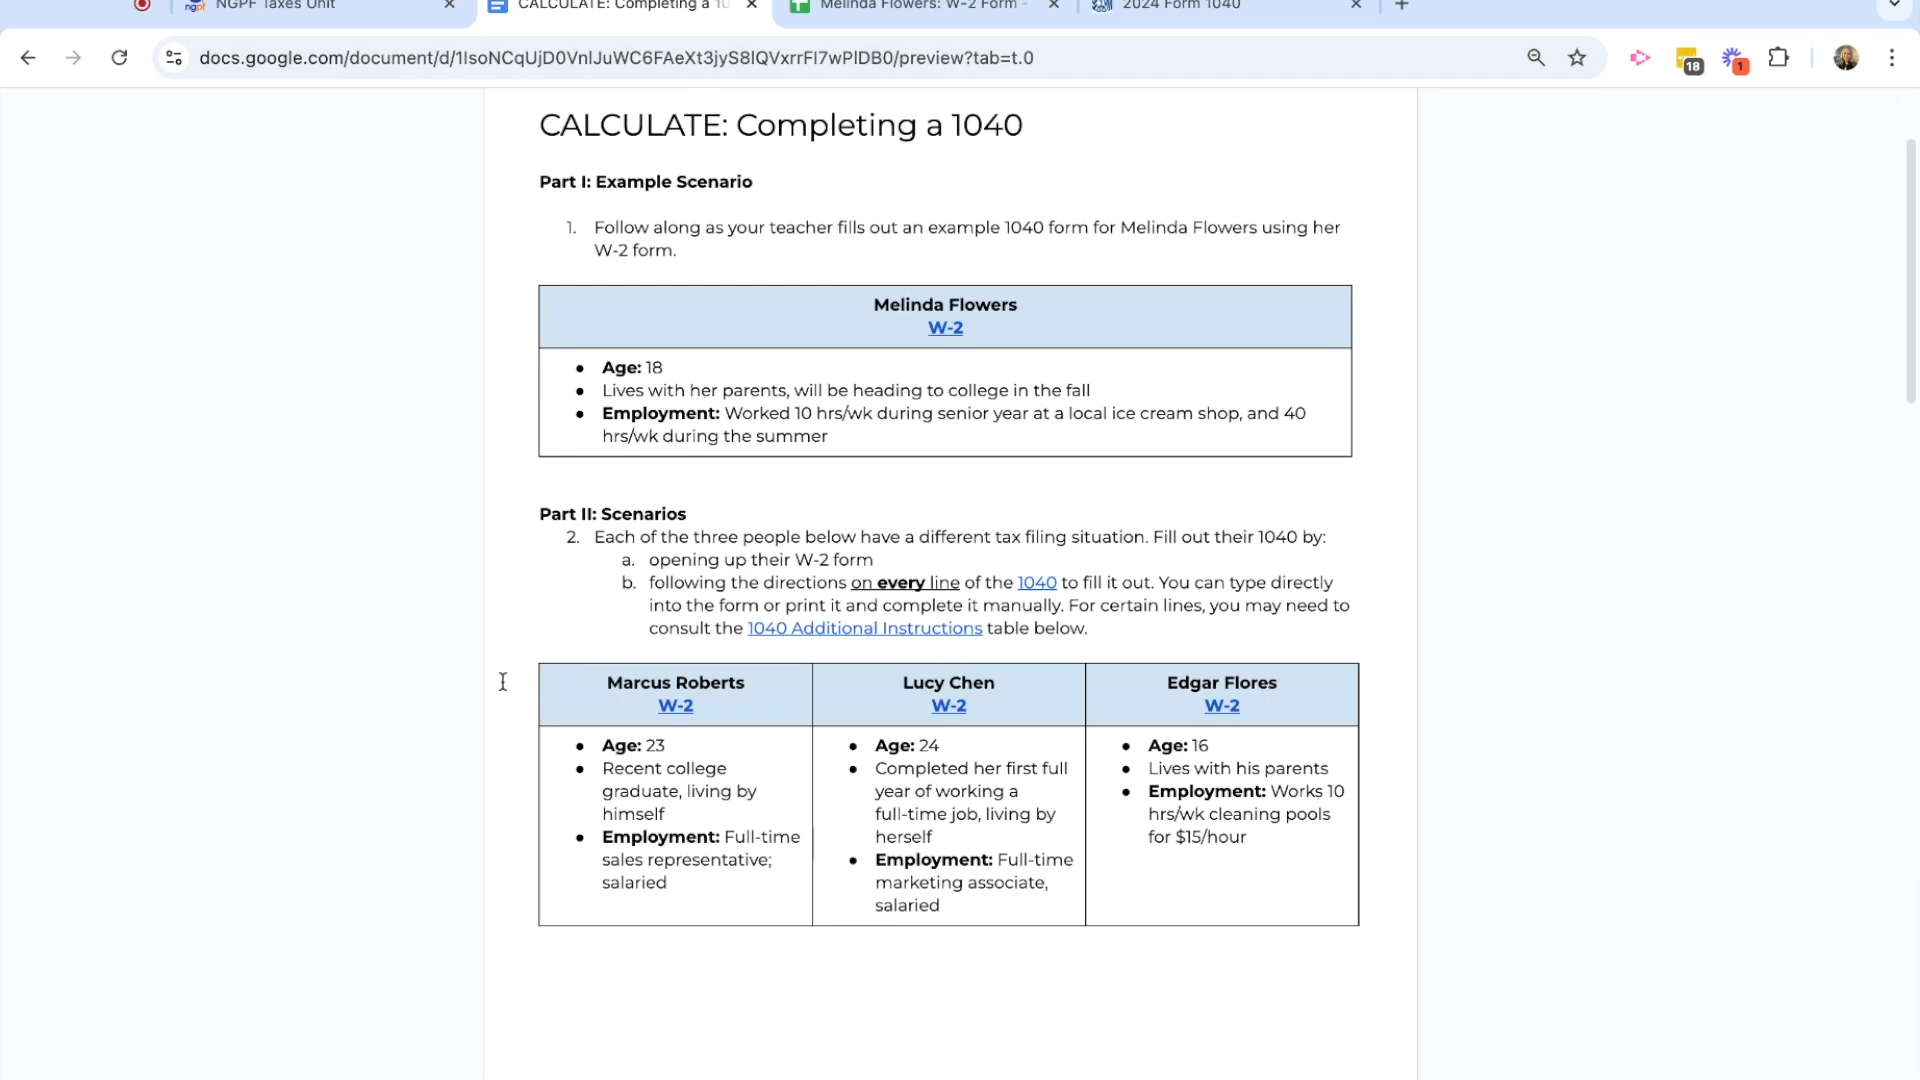 NGPF Taxes Unit
CALCULATE: Completing a 10
Melinda Flowers: W-2 Form -
2024 Form 1040
docs.google.com/document/d/1IsoNCqUjD0VnlJuWC6FAeXt3jyS8IQVxrrFI7wPIDB0/preview?tab=t.0
18
1
CALCULATE: Completing a 1040
Part I: Example Scenario
1. Follow along as your teacher fills out an example 1040 form for Melinda Flowers using her
W-2 form.
Melinda Flowers
W-2
● Age: 18
● Lives with her parents, will be heading to college in the fall
● Employment: Worked 10 hrs/wk during senior year at a local ice cream shop, and 40
hrs/wk during the summer
Part II: Scenarios
2. Each of the three people below have a different tax filing situation. Fill out their 1040 by:
a. opening up their W-2 form
b. following the directions on every line of the 1040 to fill it out. You can type directly
into the form or print it and complete it manually. For certain lines, you may need to
consult the 1040 Additional Instructions table below.
Marcus Roberts
W-2
● Age: 23
● Recent college
graduate, living by
himself
● Employment: Full-time
sales representative;
salaried
Lucy Chen
W-2
● Age: 24
● Completed her first full
year of working a
full-time job, living by
herself
● Employment: Full-time
marketing associate,
salaried
Edgar Flores
W-2
● Age: 16
● Lives with his parents
● Employment: Works 10
hrs/wk cleaning pools
for $15/hour